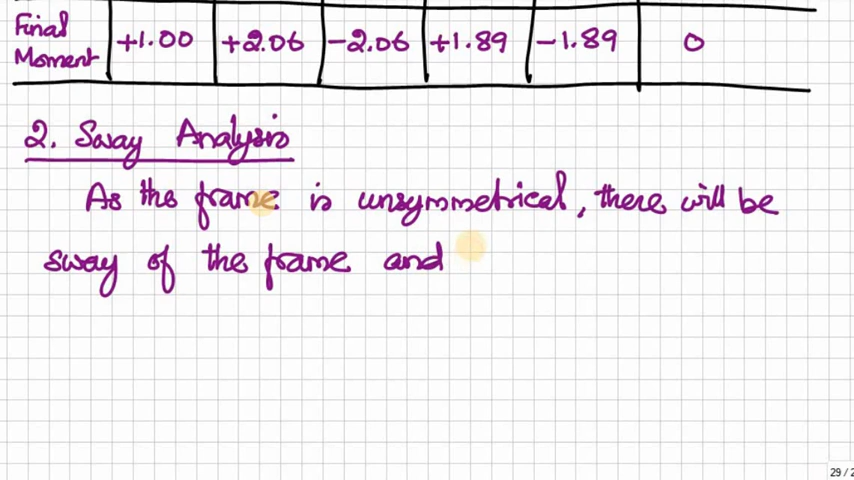 Final Moment +1.00 +2.06 -2.06 +1.89 -1.89 0
2. Sway Analysis
As the frame is unsymmetrical, there will be
sway of the frame and
29 / 2